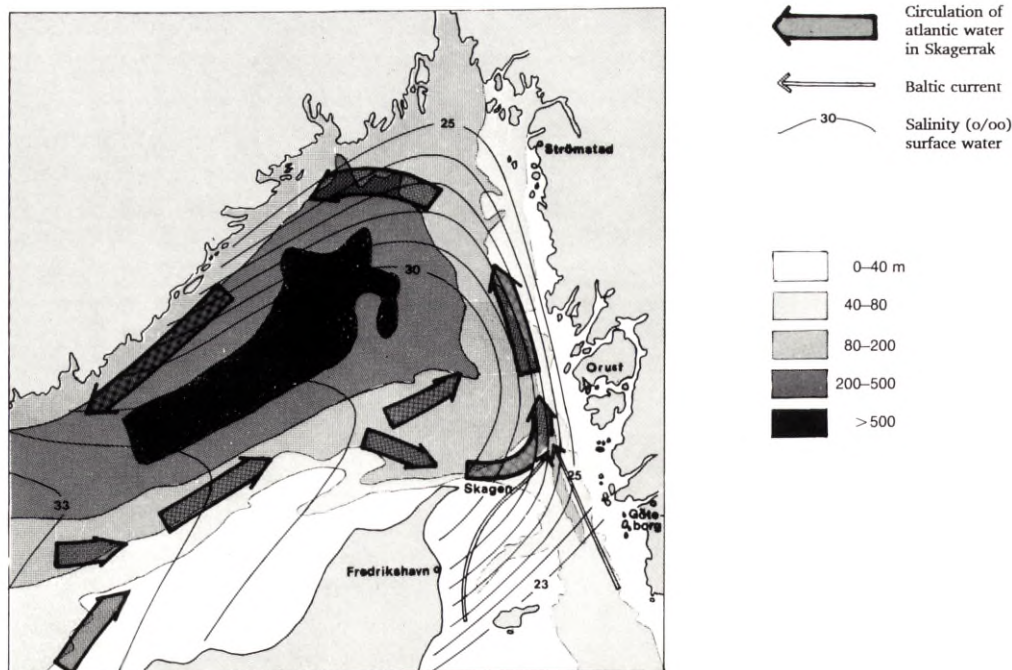 25
Strömstad
30
Orust
33
Skagen
25
Göte-
borg
Fredrikshavn
23
Circulation of
atlantic water
in Skagerrak
Baltic current
30
Salinity (o/oo)
surface water
0–40 m
40–80
80–200
200–500
>500